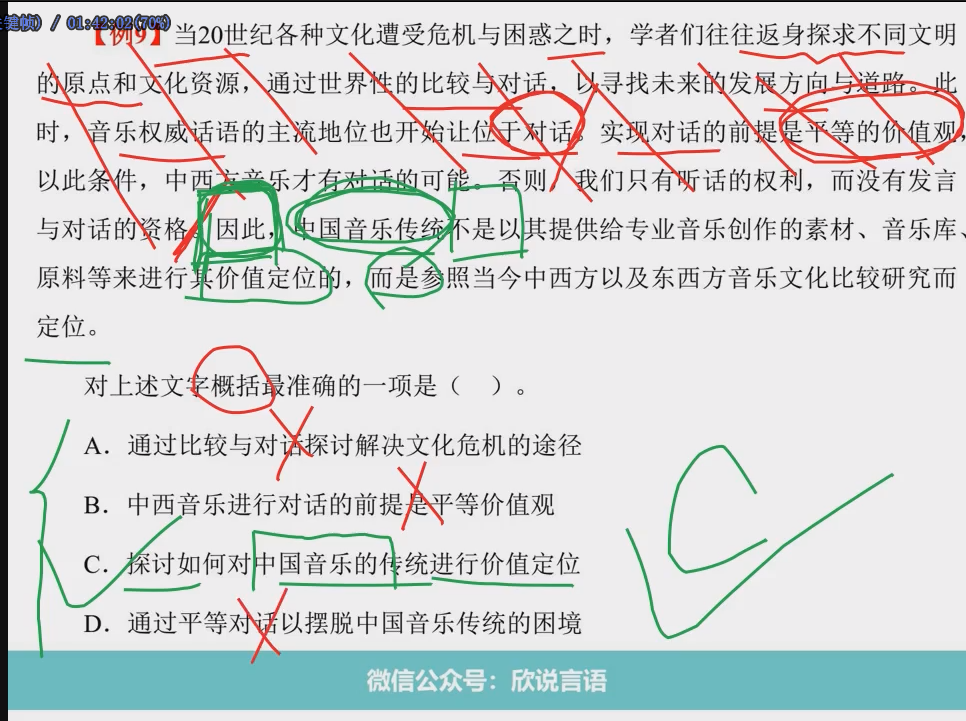 键帧) / 01:42:02(70%)
【例9】当20世纪各种文化遭受危机与困惑之时，学者们往往返身探求不同文明
的原点和文化资源，通过世界性的比较与对话，以寻找未来的发展方向与道路。此
时，音乐权威话语的主流地位也开始让位于对话。实现对话的前提是平等的价值观，
以此条件，中西方音乐才有对话的可能。否则，我们只有听话的权利，而没有发言
与对话的资格。因此，中国音乐传统不是以其提供给专业音乐创作的素材、音乐库、
原料等来进行其价值定位的，而是参照当今中西方以及东西方音乐文化比较研究而
定位。
对上述文字概括最准确的一项是（ ）。
A．通过比较与对话探讨解决文化危机的途径
B．中西音乐进行对话的前提是平等价值观
C．探讨如何对中国音乐的传统进行价值定位
D．通过平等对话以摆脱中国音乐传统的困境
微信公众号：欣说言语